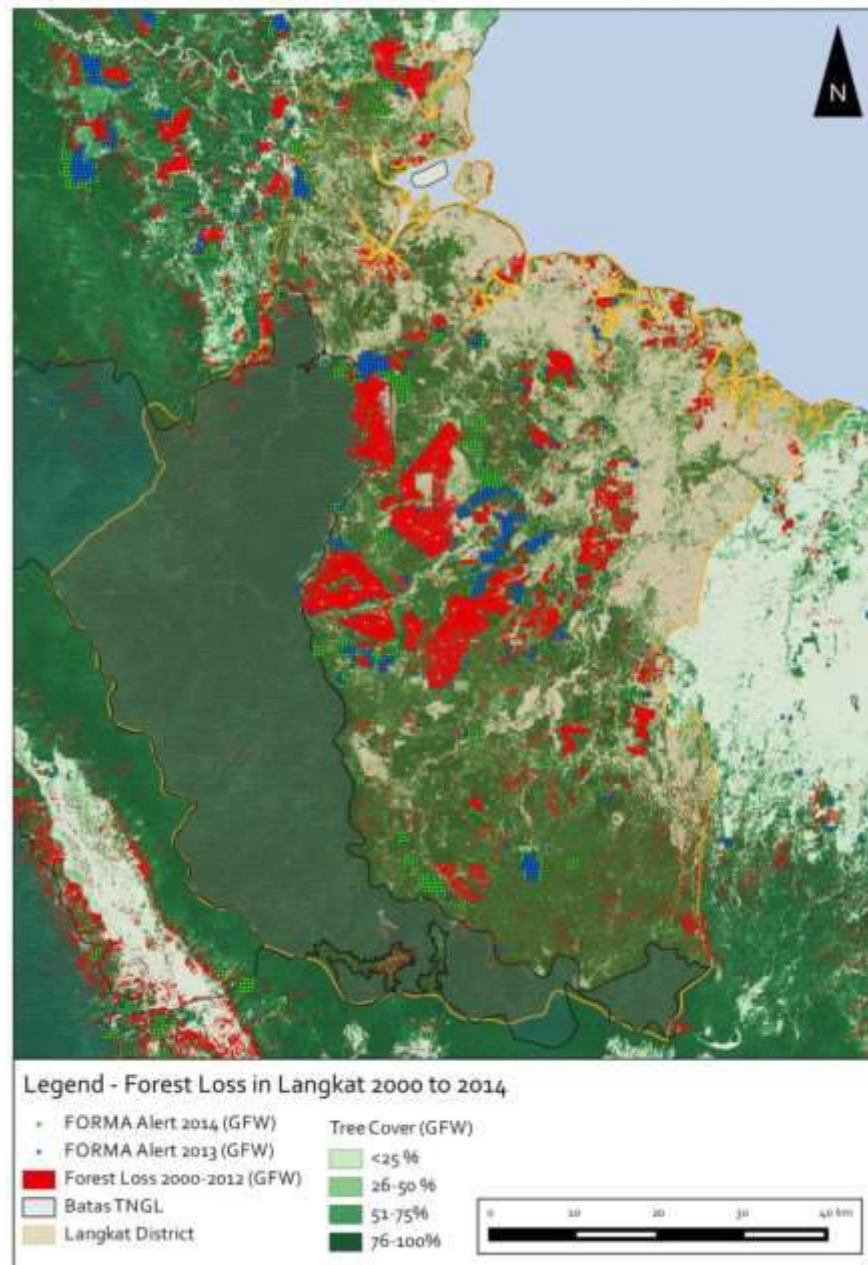 N
Legend - Forest Loss in Langkat 2000 to 2014
FORMA Alert 2014 (GFW)
FORMA Alert 2013 (GFW)
Forest Loss 2000-2012 (GFW)
Batas TNGL
Langkat District
Tree Cover (GFW)
<25 %
26-50 %
51-75%
76-100%
0 10 20 30 40 km